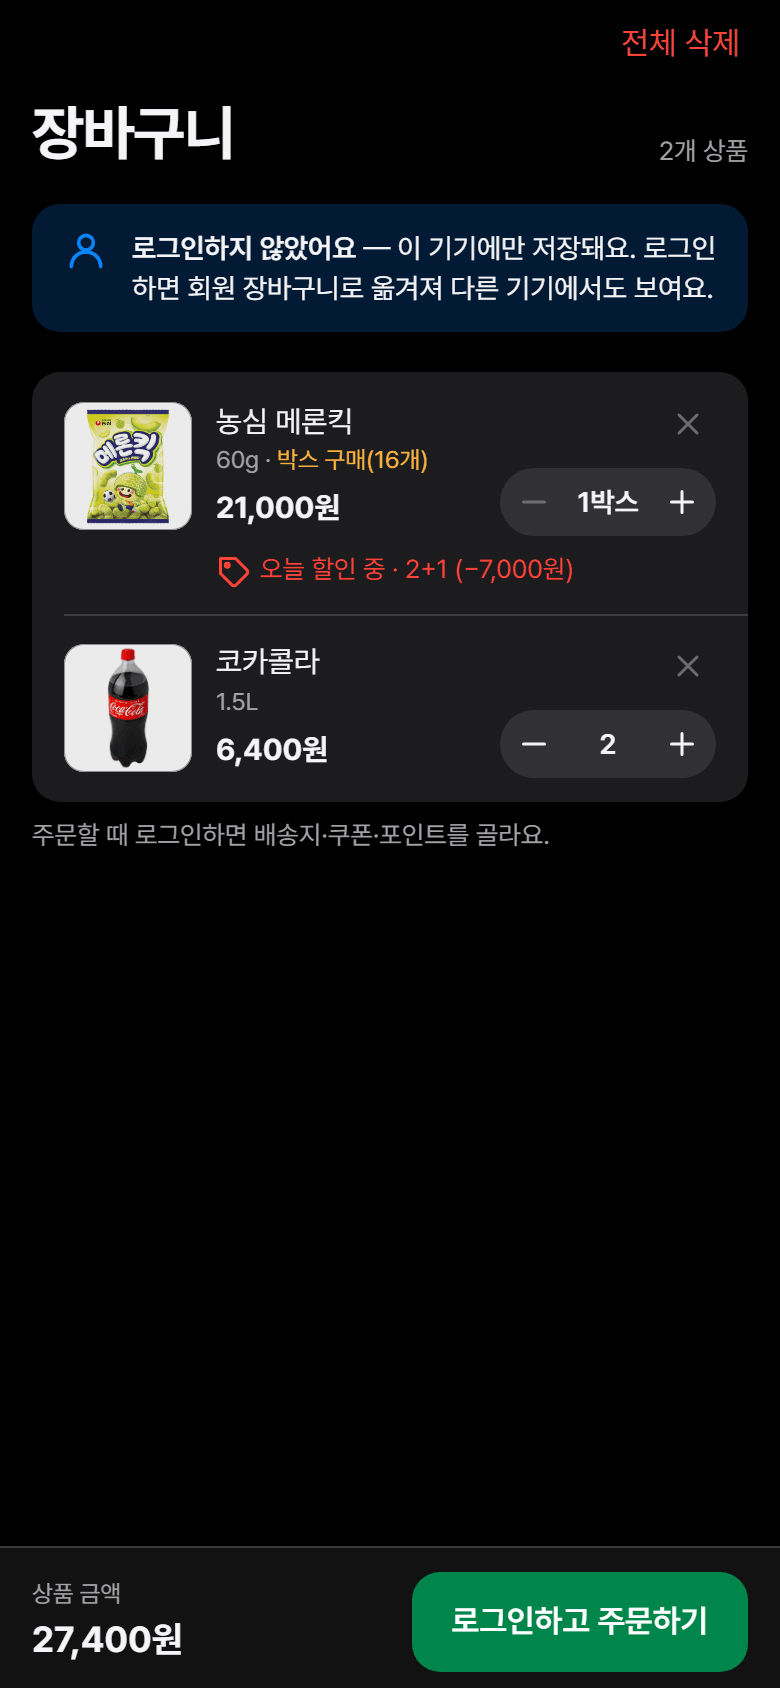 전체 삭제
장바구니
2개 상품
로그인하지 않았어요 — 이 기기에만 저장돼요. 로그인
하면 회원 장바구니로 옮겨져 다른 기기에서도 보여요.
농심
메론킥
농심 메론킥
60g · 박스 구매(16개)
21,000원
1박스
오늘 할인 중 · 2+1 (−7,000원)
Coca-Cola
코카콜라
1.5L
6,400원
2
주문할 때 로그인하면 배송지·쿠폰·포인트를 골라요.
상품 금액
27,400원
로그인하고 주문하기